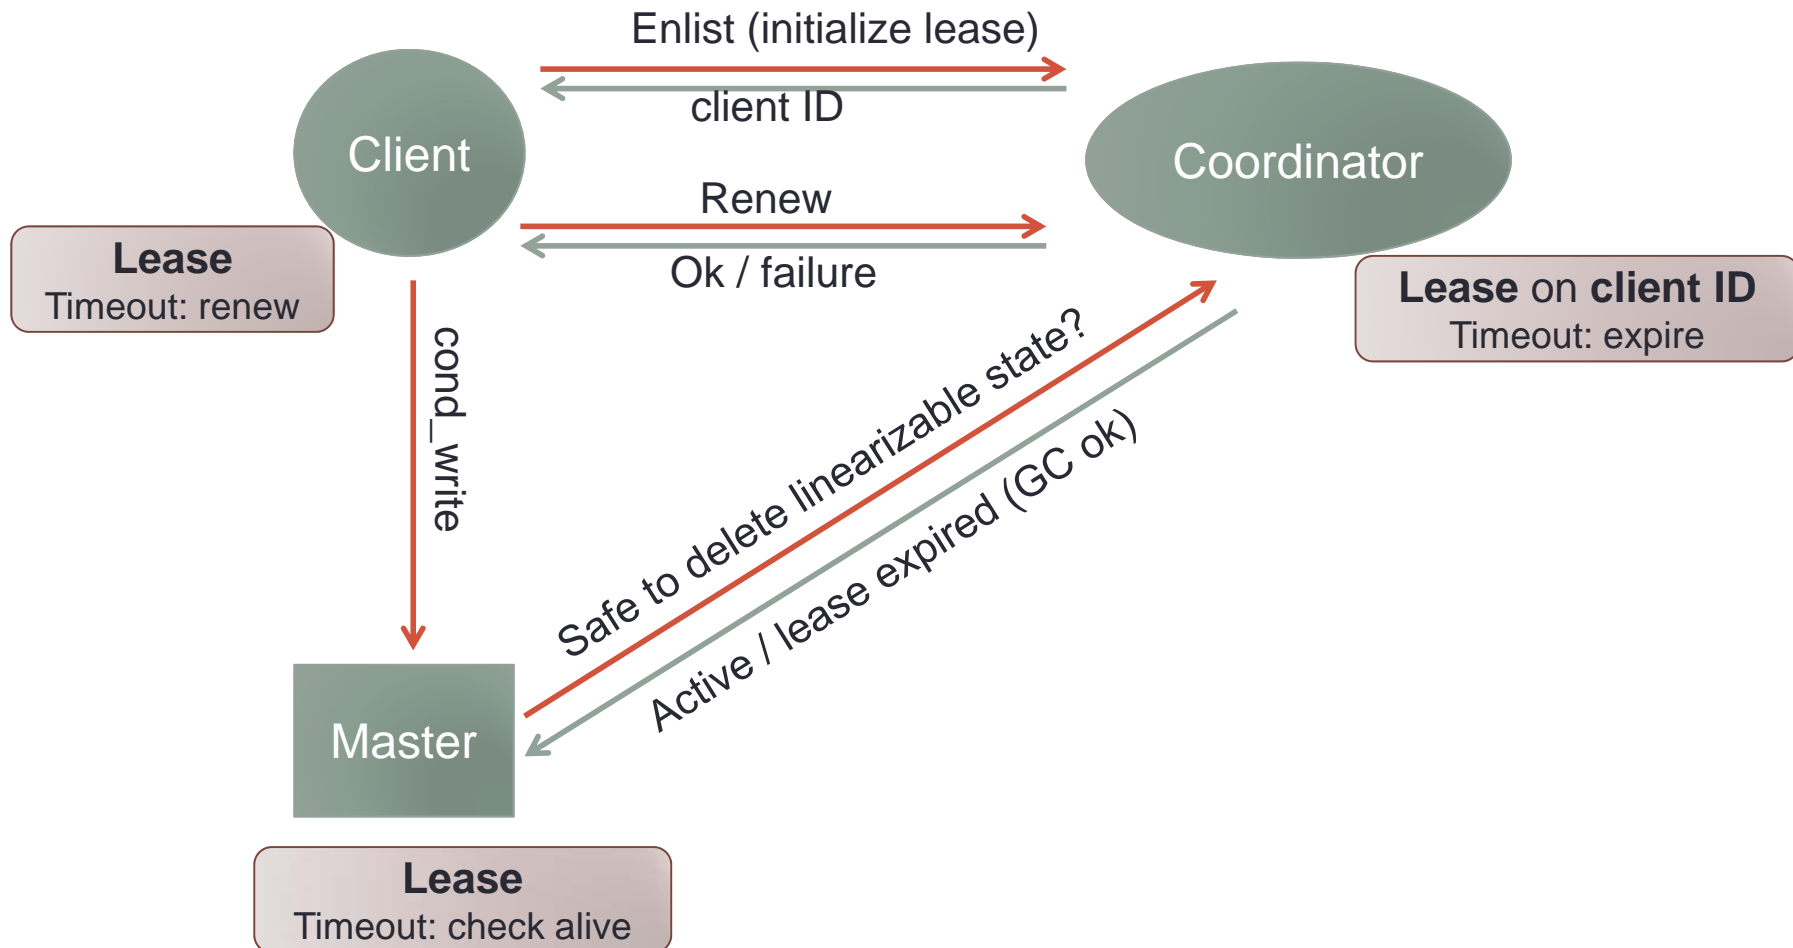 Enlist (initialize lease)
client ID
Client
Coordinator
Renew
Ok / failure
Lease
Timeout: renew
Lease on client ID
Timeout: expire
cond_write
Safe to delete linearizable state?
Active / lease expired (GC ok)
Master
Lease
Timeout: check alive